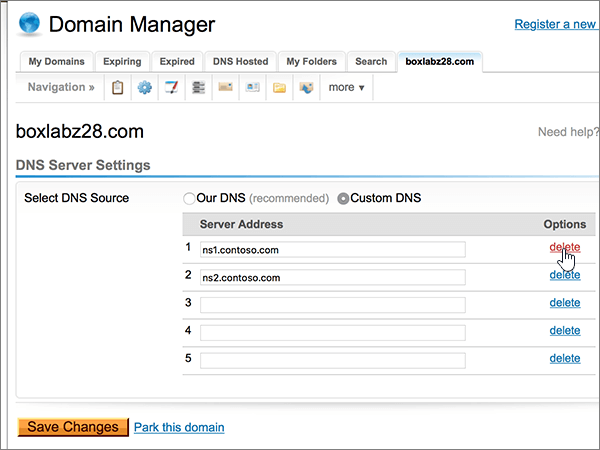 Domain Manager
Register a new
My Domains Expiring Expired DNS Hosted My Folders Search boxlabz28.com
Navigation » more ▾
boxlabz28.com
Need help?
DNS Server Settings
Select DNS Source Our DNS (recommended) Custom DNS
Server Address Options
1 ns1.contoso.com delete
2 ns2.contoso.com delete
3 delete
4 delete
5 delete
Save Changes Park this domain